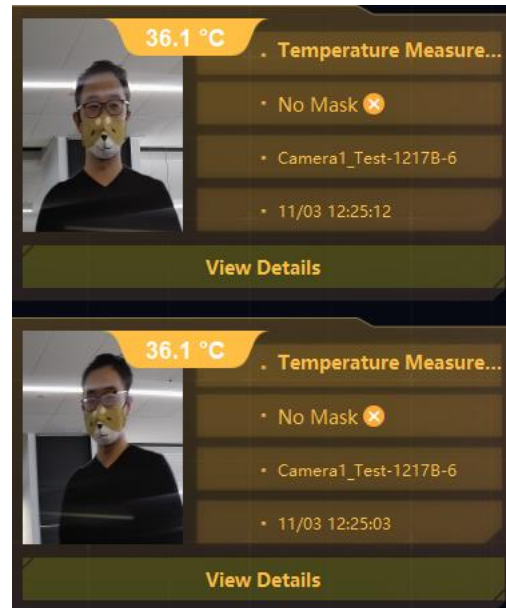 36.1 °C
. Temperature Measure...
· No Mask
· Camera1_Test-1217B-6
· 11/03 12:25:12
View Details
36.1 °C
. Temperature Measure...
· No Mask
· Camera1_Test-1217B-6
· 11/03 12:25:03
View Details